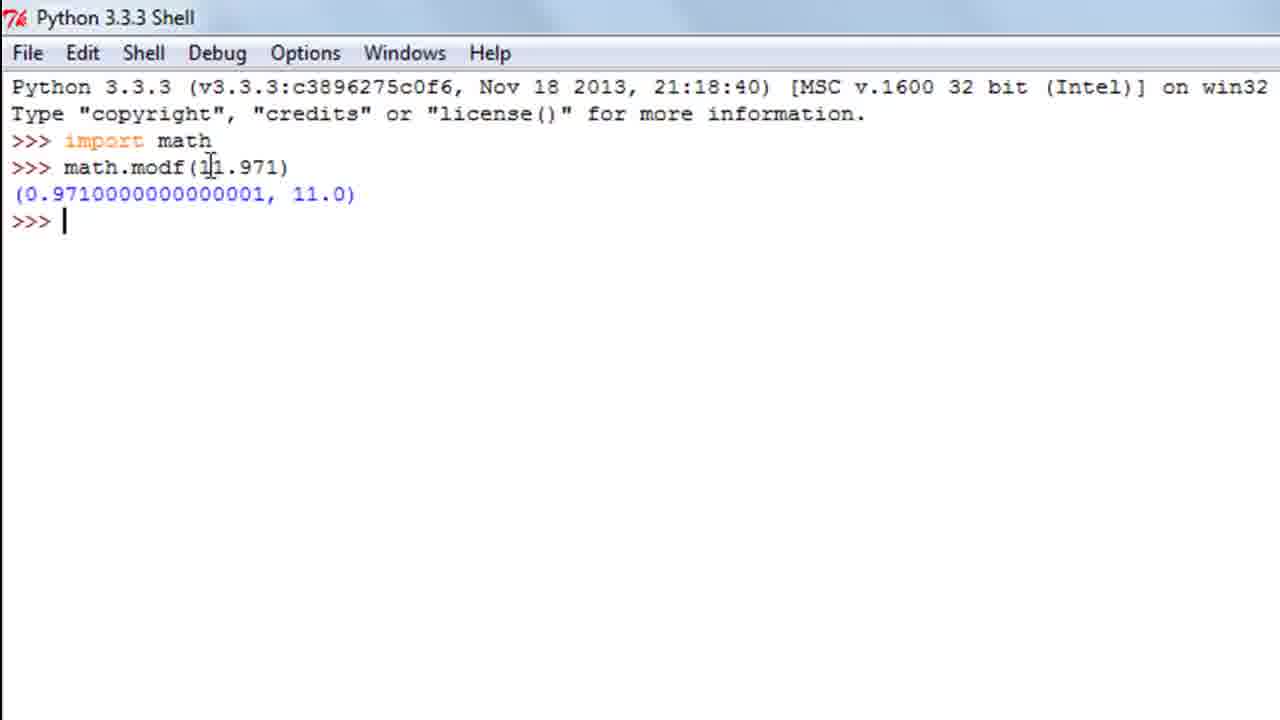 Python 3.3.3 Shell
File Edit Shell Debug Options Windows Help
Python 3.3.3 (v3.3.3:c3896275c0f6, Nov 18 2013, 21:18:40) [MSC v.1600 32 bit (Intel)] on win32
Type "copyright", "credits" or "license()" for more information.
>>> import math
>>> math.modf(11.971)
(0.9710000000000001, 11.0)
>>>